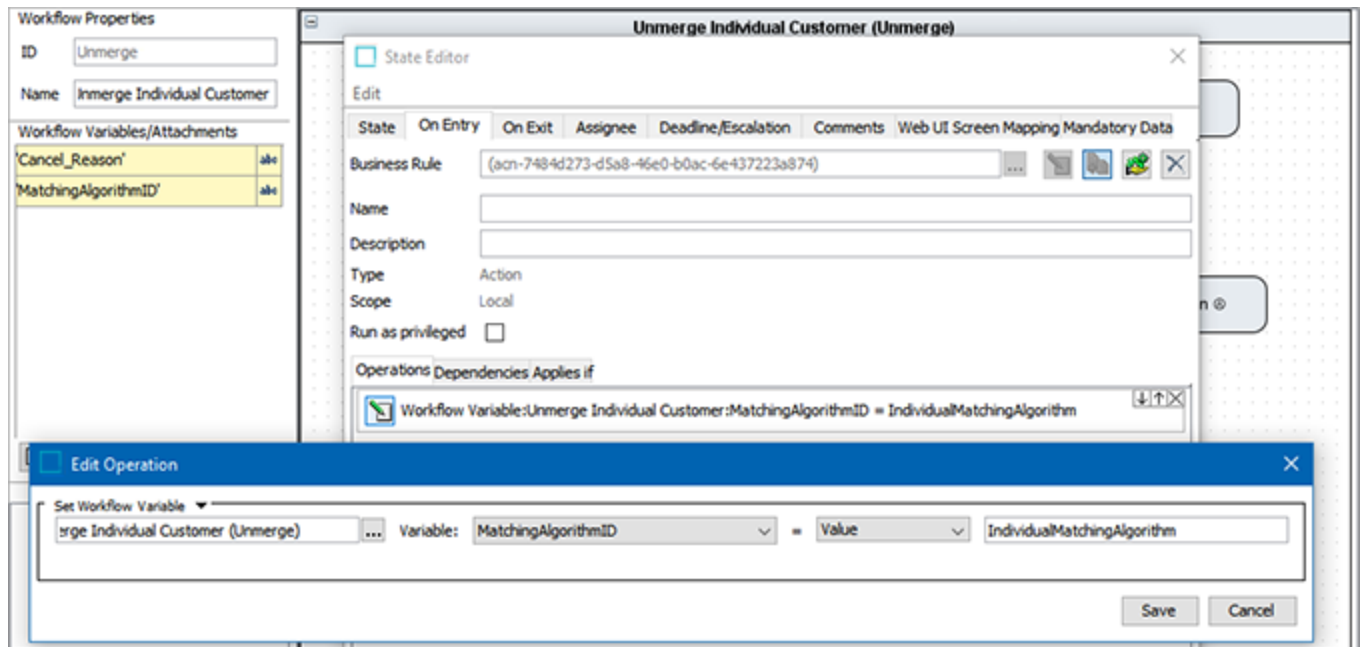 Workflow Properties
ID Unmerge
Name Inmerge Individual Customer
Workflow Variables/Attachments
'Cancel_Reason' abc
'MatchingAlgorithmID' abc
Unmerge Individual Customer (Unmerge)
State Editor
Edit
State On Entry On Exit Assignee Deadline/Escalation Comments Web UI Screen Mapping Mandatory Data
Business Rule (acn-7484d273-d5a8-46e0-b0ac-6e437223a874) ...
Name
Description
Type Action
Scope Local
Run as privileged
Operations Dependencies Applies if
Workflow Variable:Unmerge Individual Customer:MatchingAlgorithmID = IndividualMatchingAlgorithm
n
Edit Operation
Set Workflow Variable
erge Individual Customer (Unmerge) ... Variable: MatchingAlgorithmID = Value IndividualMatchingAlgorithm
Save Cancel